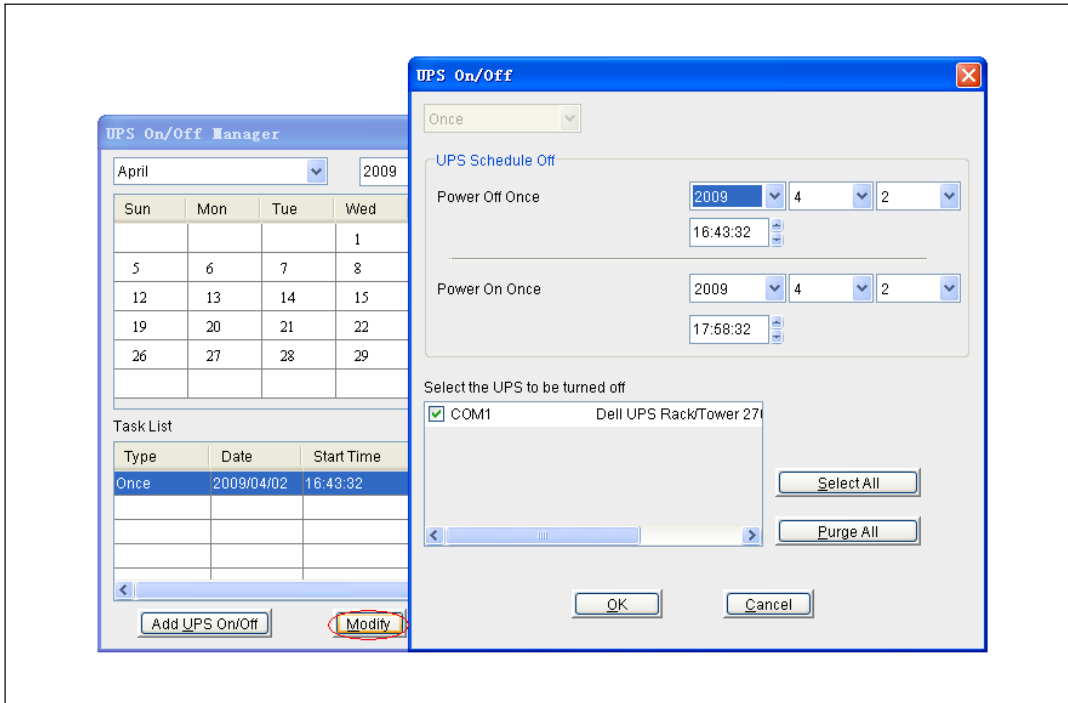 UPS On/Off Manager
April 2009
Sun Mon Tue Wed
1
5 6 7 8
12 13 14 15
19 20 21 22
26 27 28 29
Task List
Type Date Start Time
Once 2009/04/02 16:43:32
Add UPS On/Off Modify
UPS On/Off
Once
UPS Schedule Off
Power Off Once 2009 4 2
16:43:32
Power On Once 2009 4 2
17:58:32
Select the UPS to be turned off
COM1 Dell UPS Rack/Tower
Select All
Purge All
OK Cancel